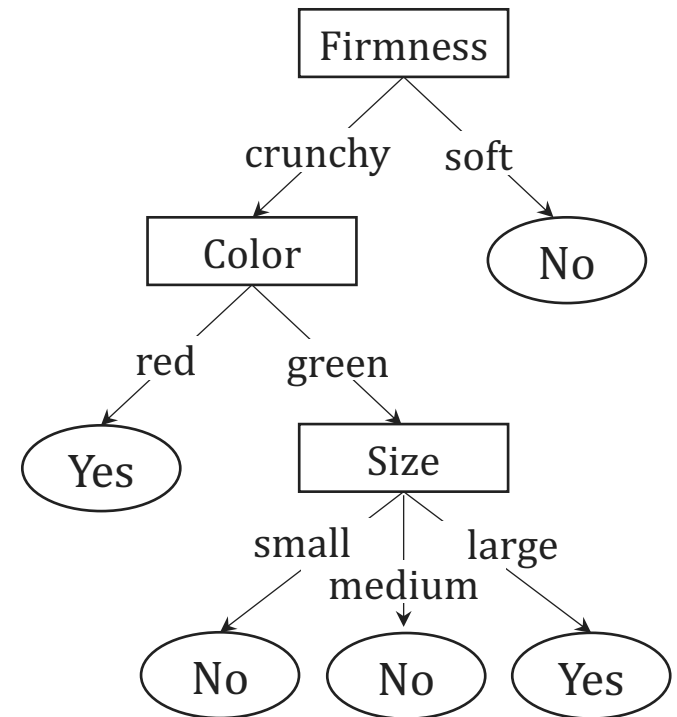 Firmness
crunchy
soft
Color
No
red
green
Yes
Size
small
large
medium
No
No
Yes